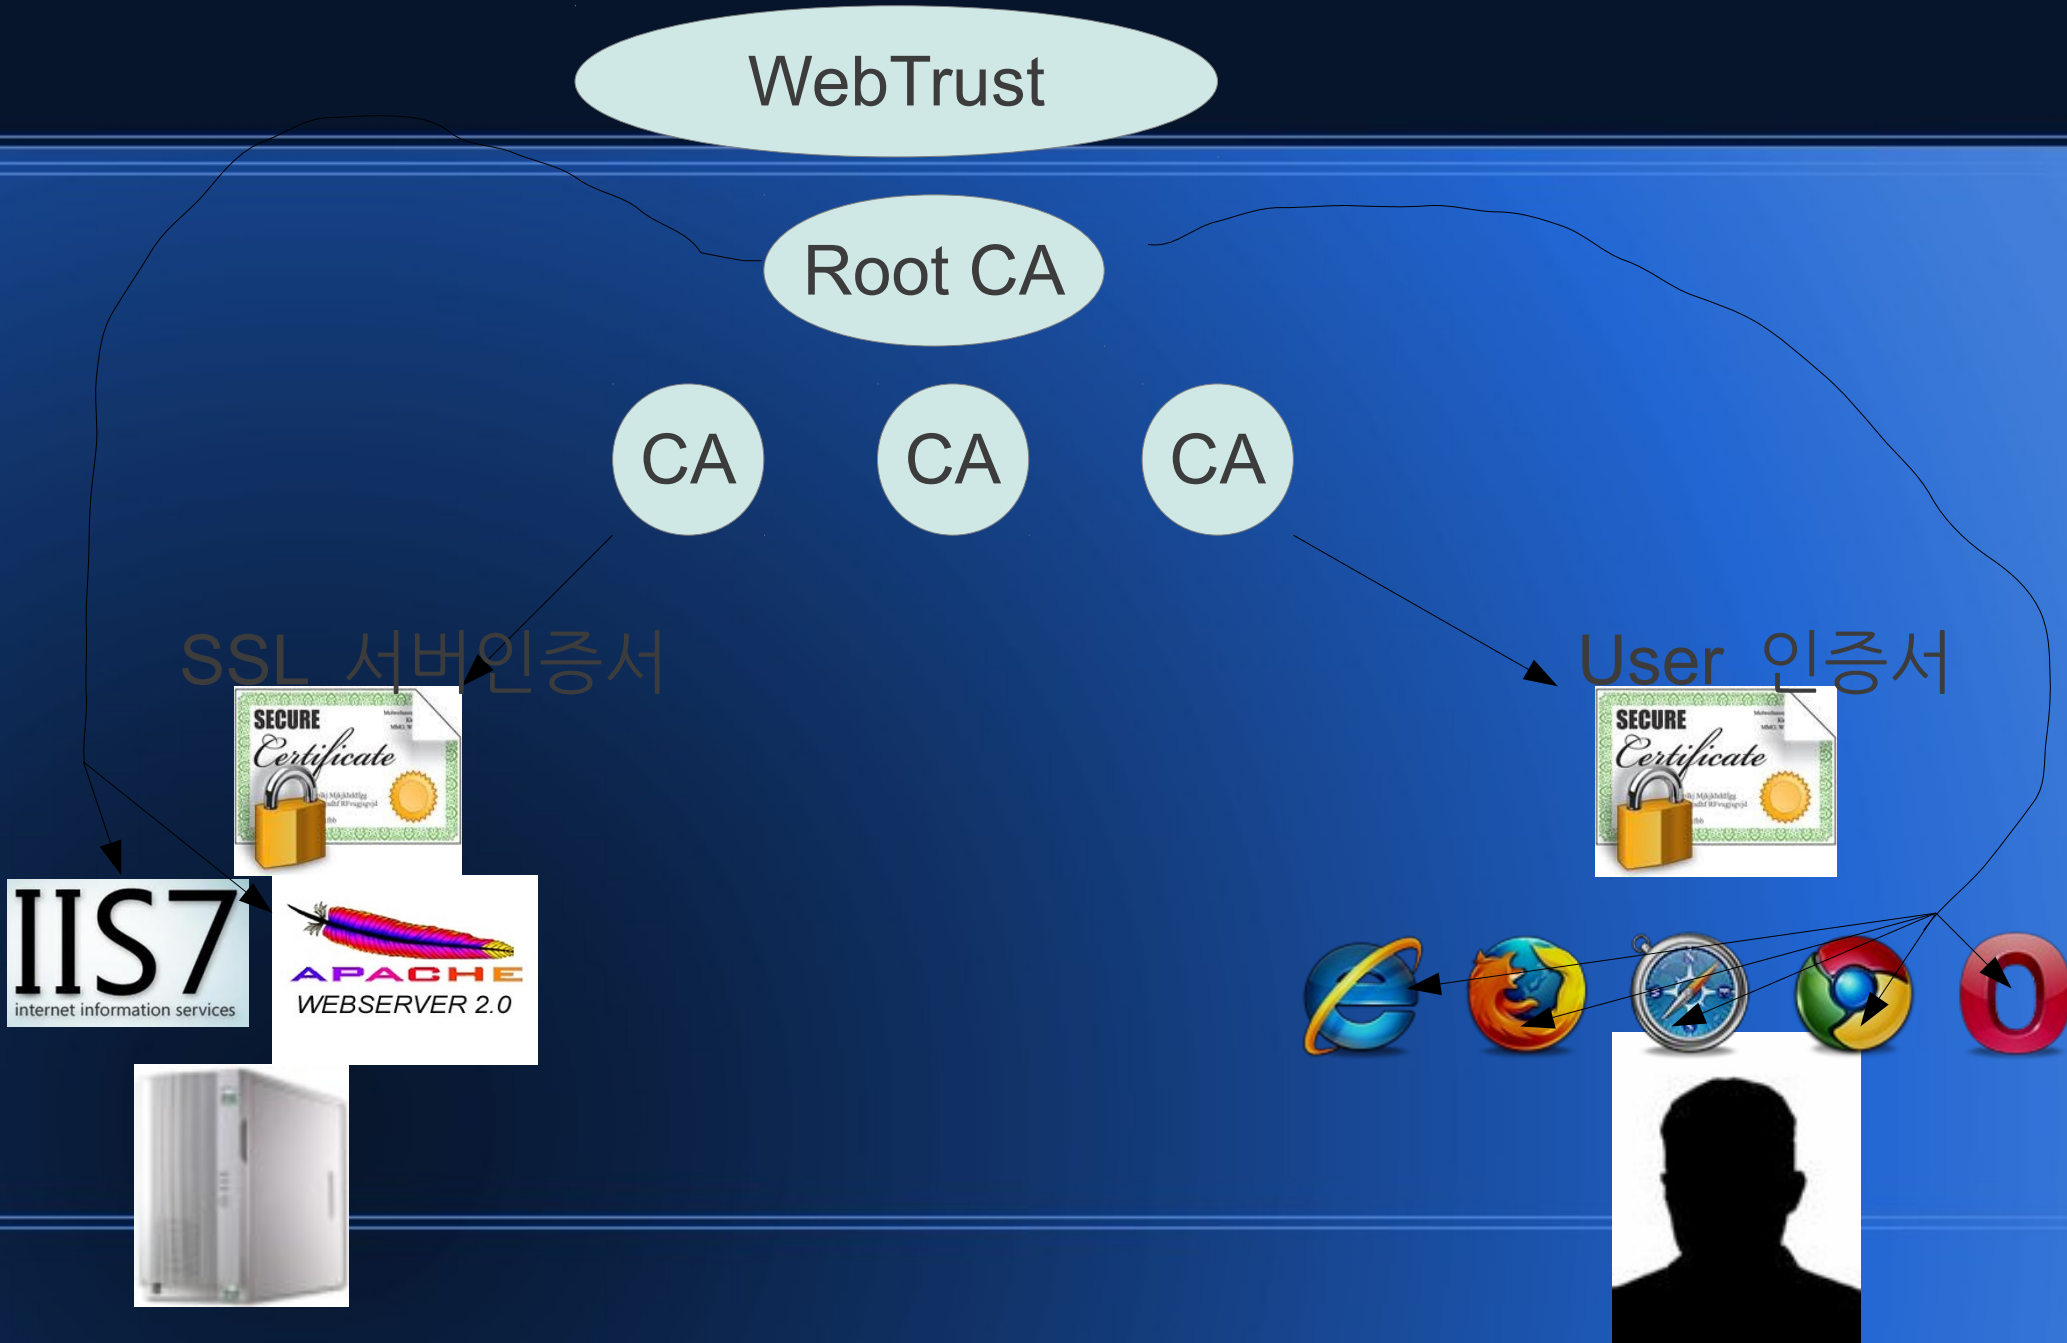 WebTrust
Root CA
CA CA CA
SSL 서버인증서
User 인증서
SECURE
Certificate
SECURE
Certificate
IIS7
internet information services
APACHE
WEBSERVER 2.0